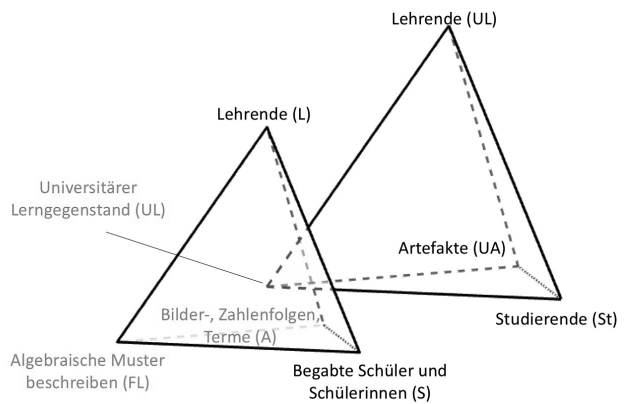 Lehrende (UL)
Lehrende (L)
Universitärer
Lerngegenstand (UL)
Artefakte (UA)
Bilder-, Zahlenfolgen,
Terme (A)
Studierende (St)
Algebraische Muster
beschreiben (FL)
Begabte Schüler und
Schülerinnen (S)